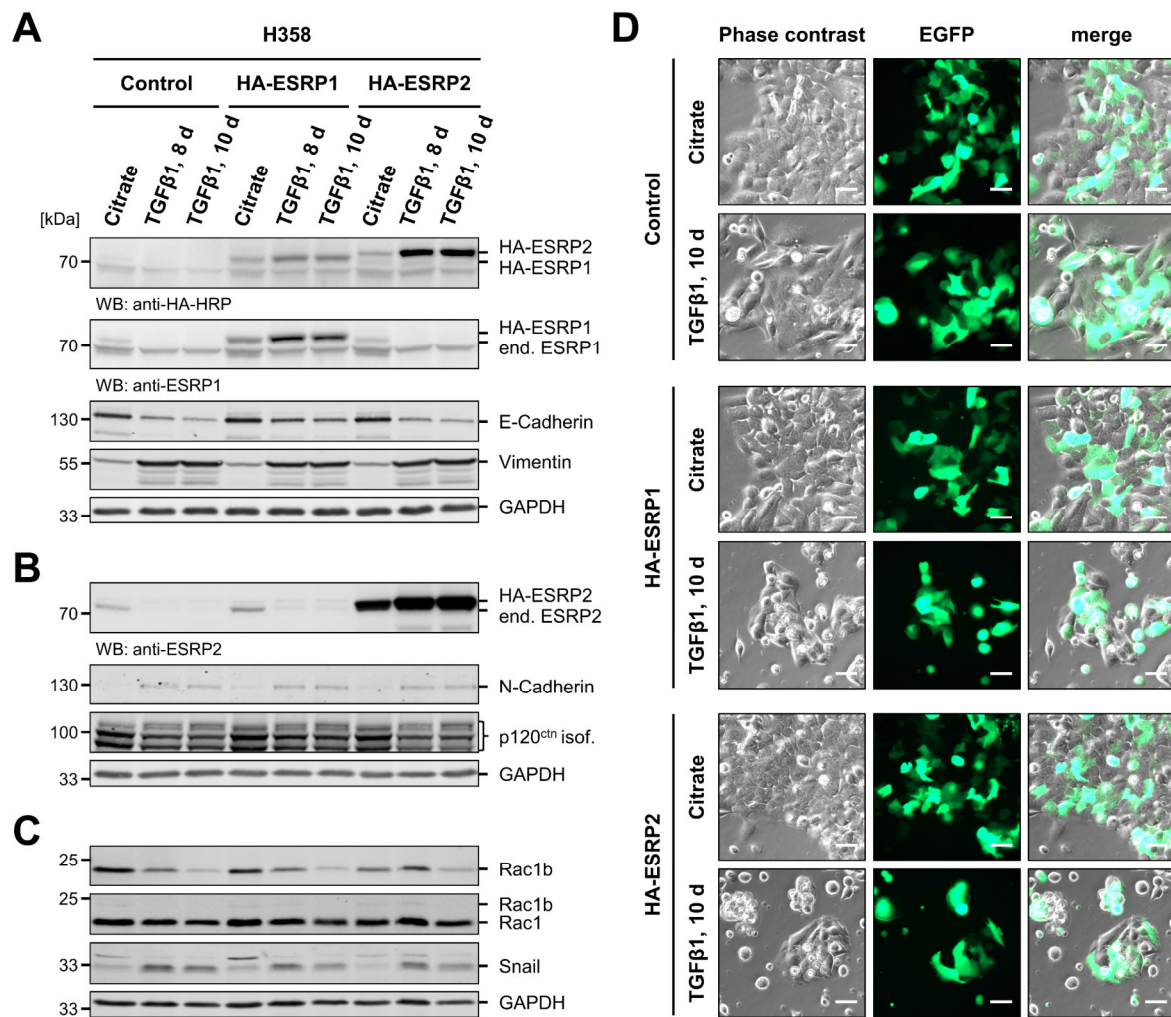 A
H358
Control HA-ESRP1 HA-ESRP2
Citrate TGFβ1, 8 d TGFβ1, 10 d Citrate TGFβ1, 8 d TGFβ1, 10 d Citrate TGFβ1, 8 d TGFβ1, 10 d
[kDa]
HA-ESRP2
70 HA-ESRP1
WB: anti-HA-HRP
HA-ESRP1
70 end. ESRP1
WB: anti-ESRP1
130 E-Cadherin
55 Vimentin
33 GAPDH
B
HA-ESRP2
70 end. ESRP2
WB: anti-ESRP2
130 N-Cadherin
100 p120ctn isof.
33 GAPDH
C
25 Rac1b
25 Rac1b
Rac1
33 Snail
33 GAPDH
D
Phase contrast EGFP merge
Control
Citrate
TGFβ1, 10 d
HA-ESRP1
Citrate
TGFβ1, 10 d
HA-ESRP2
Citrate
TGFβ1, 10 d